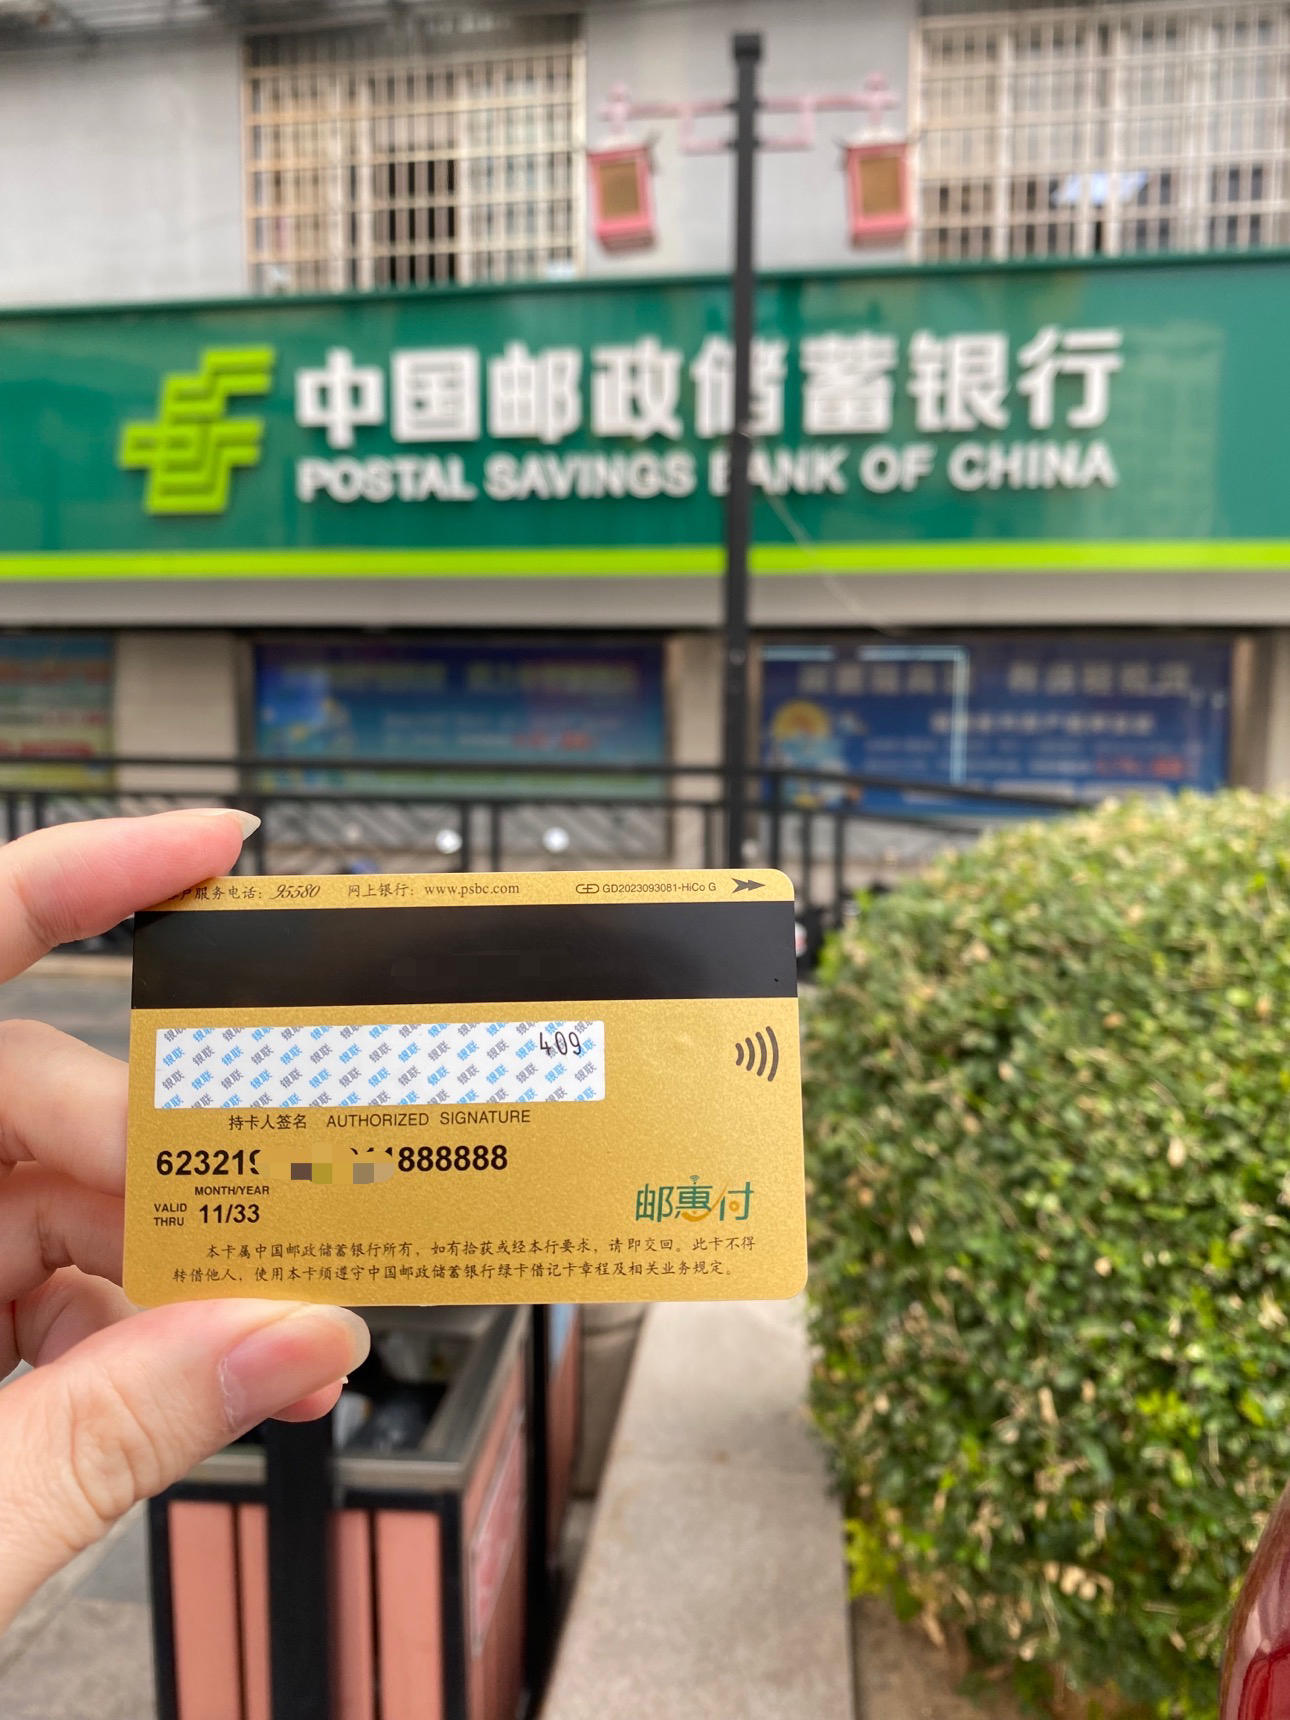 中国邮政储蓄银行
POSTAL SAVINGS BANK OF CHINA
户服务电话：95580 网上银行：www.psbc.com GD2023093081-HiCo G
409
持卡人签名 AUTHORIZED SIGNATURE
62321 888888
MONTH/YEAR
VALID THRU 11/33
邮惠付
本卡属中国邮政储蓄银行所有，如有拾获或经本行要求，请即交回。此卡不得
转借他人，使用本卡须遵守中国邮政储蓄银行绿卡借记卡章程及相关业务规定。